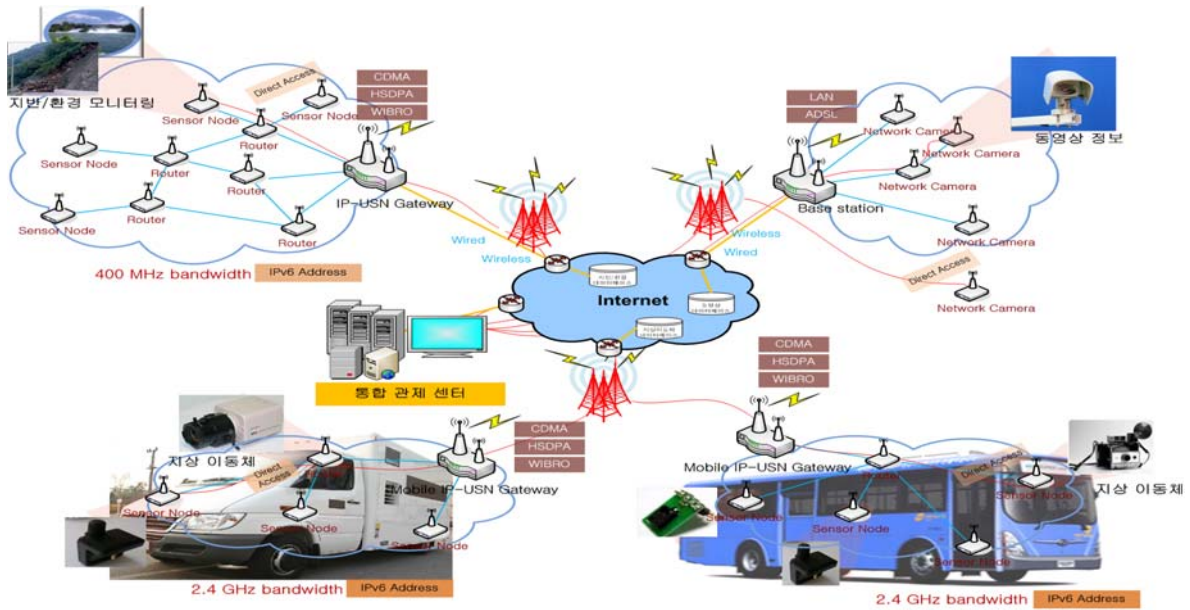 지반/환경 모니터링
Direct Access
CDMA
HSDPA
WIBRO
Sensor Node
Sensor Node
Sensor Node
Router
Router
Router
Router
Router
Sensor Node
IP-USN Gateway
400 MHz bandwidth
IPv6 Address
Wired
Wireless
LAN
ADSL
Network Camera
Network Camera
Network Camera
동영상 정보
Base station
Wireless
Wired
Network Camera
Direct Access
Network Camera
Internet
통합 관제 센터
CDMA
HSDPA
WIBRO
지상 이동체
CDMA
HSDPA
WIBRO
Direct Access
Mobile IP-USN Gateway
Sensor Node
Sensor Node
Sensor Node
2.4 GHz bandwidth
IPv6 Address
Mobile IP-USN Gateway
Router
Direct Access
Sensor Node
지상 이동체
Sensor Node
Sensor Node
Sensor Node
2.4 GHz bandwidth
IPv6 Address